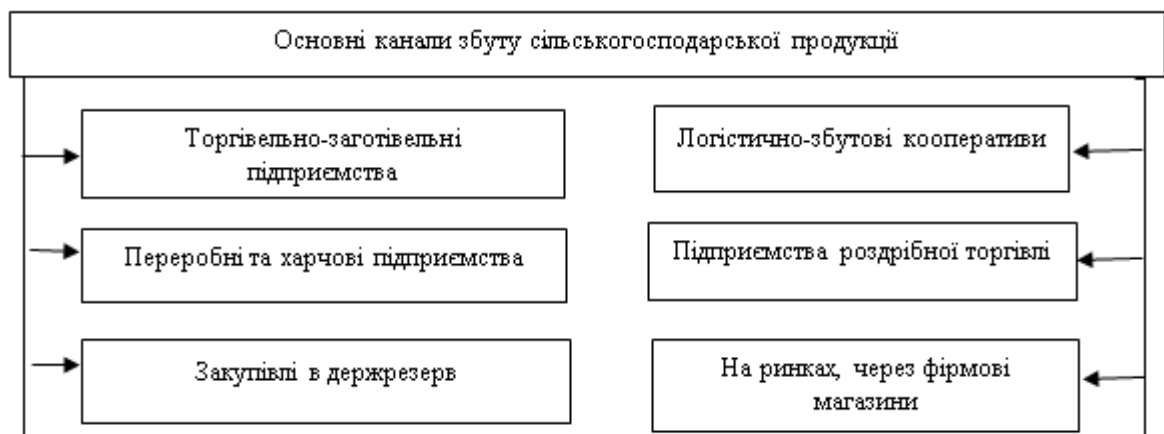 Основні канали збуту сільськогосподарської продукції
Торгівельно-заготівельні
підприємства
Логістично-збутові кооперативи
Переробні та харчові підприємства
Підприємства роздрібної торгівлі
Закупівлі в держрезерв
На ринках, через фірмові
магазини